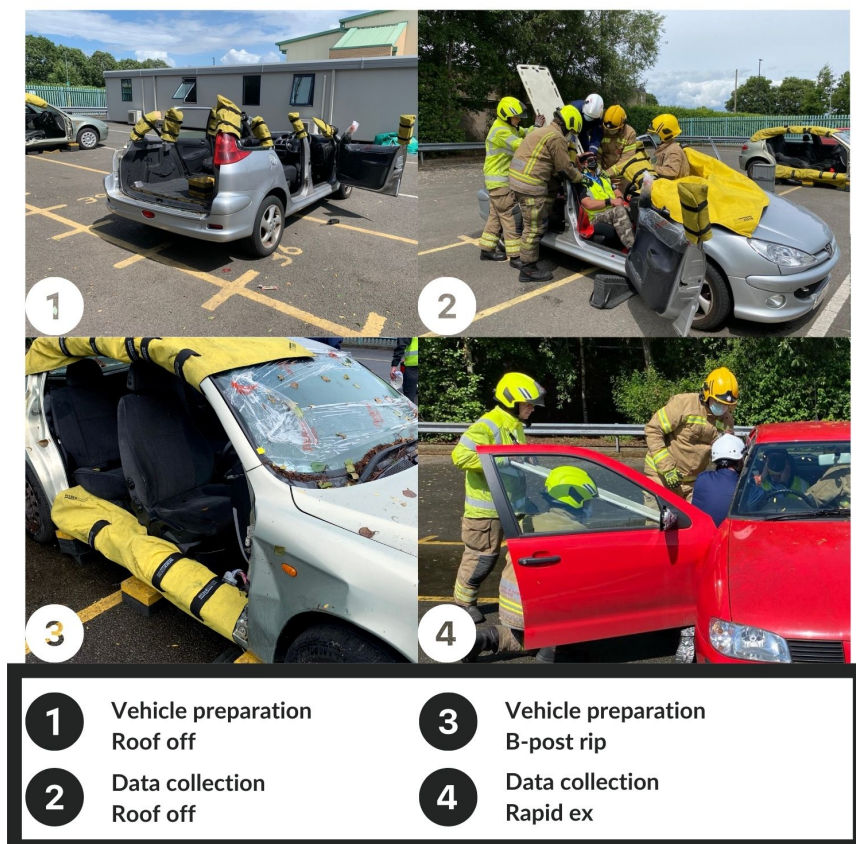 1
2
3
4
1
Vehicle preparation
Roof off
2
Data collection
Roof off
3
Vehicle preparation
B-post rip
4
Data collection
Rapid ex